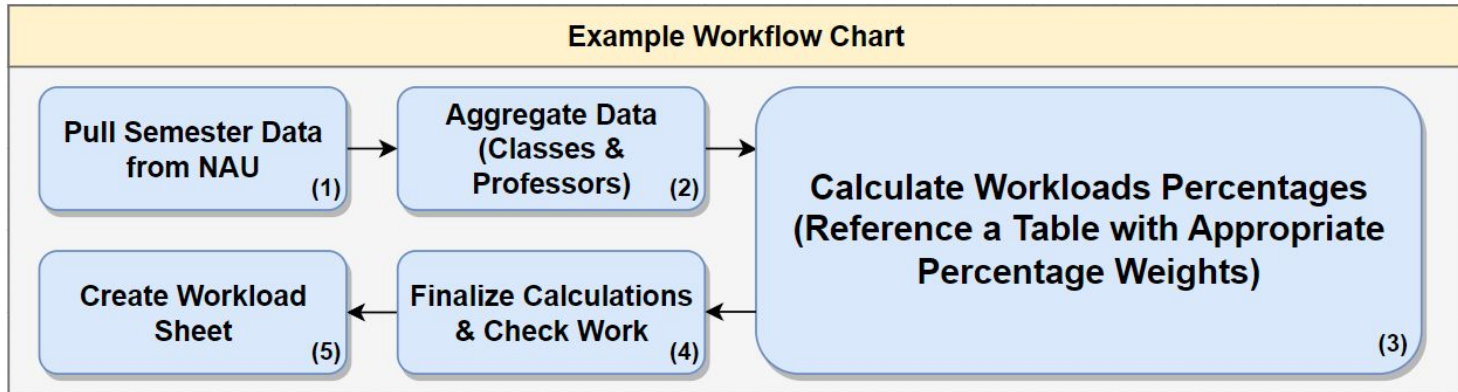 Example Workflow Chart
Pull Semester Data
from NAU
(1)
Aggregate Data
(Classes &
Professors)
(2)
Calculate Workloads Percentages
(Reference a Table with Appropriate
Percentage Weights)
(3)
Finalize Calculations
& Check Work
(4)
Create Workload
Sheet
(5)